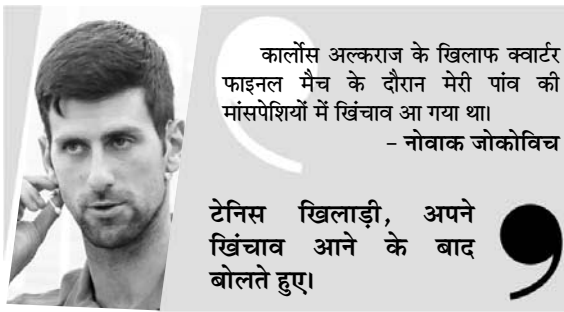 कार्लोस अल्कराज के खिलाफ क्वार्टर
फाइनल मैच के दौरान मेरी पांव की
मांसपेशियों में खिंचाव आ गया था।
– नोवाक जोकोविच
टेनिस खिलाड़ी, अपने
खिंचाव आने के बाद
बोलते हुए।